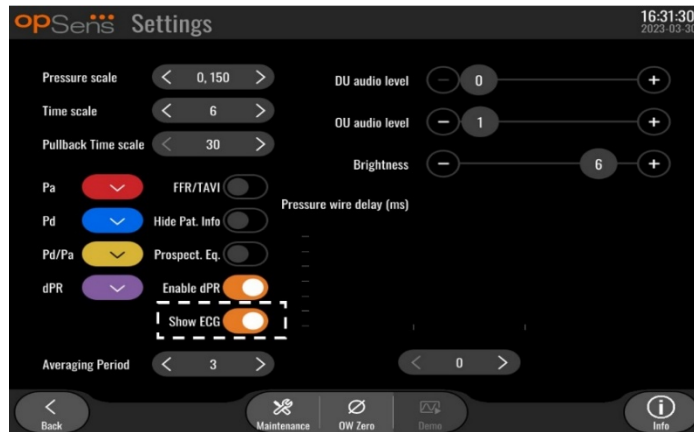 opSens Settings
16:31:30
2023-03-30
Pressure scale 0, 150
Time scale 6
Pullback Time scale 30
Pa
Pd
Pd/Pa
dPR
FFR/TAVI
Hide Pat. Info
Prospect. Eq.
Enable dPR
Show ECG
Averaging Period 3
DU audio level 0
OU audio level 1
Brightness 6
Pressure wire delay (ms)
0
Back
Maintenance
OW Zero
Demo
Info